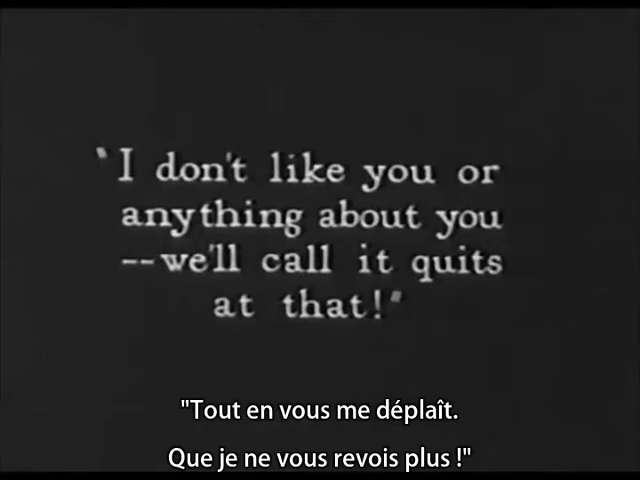 "I don't like you or
anything about you
--we'll call it quits
at that!"
"Tout en vous me déplaît.
Que je ne vous revois plus !"